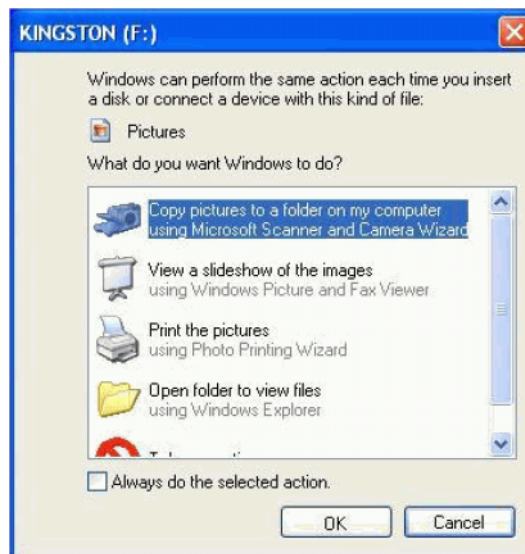 KINGSTON (F:)
Windows can perform the same action each time you insert
a disk or connect a device with this kind of file:
Pictures
What do you want Windows to do?
Copy pictures to a folder on my computer
using Microsoft Scanner and Camera Wizard
View a slideshow of the images
using Windows Picture and Fax Viewer
Print the pictures
using Photo Printing Wizard
Open folder to view files
using Windows Explorer
Always do the selected action.
OK
Cancel